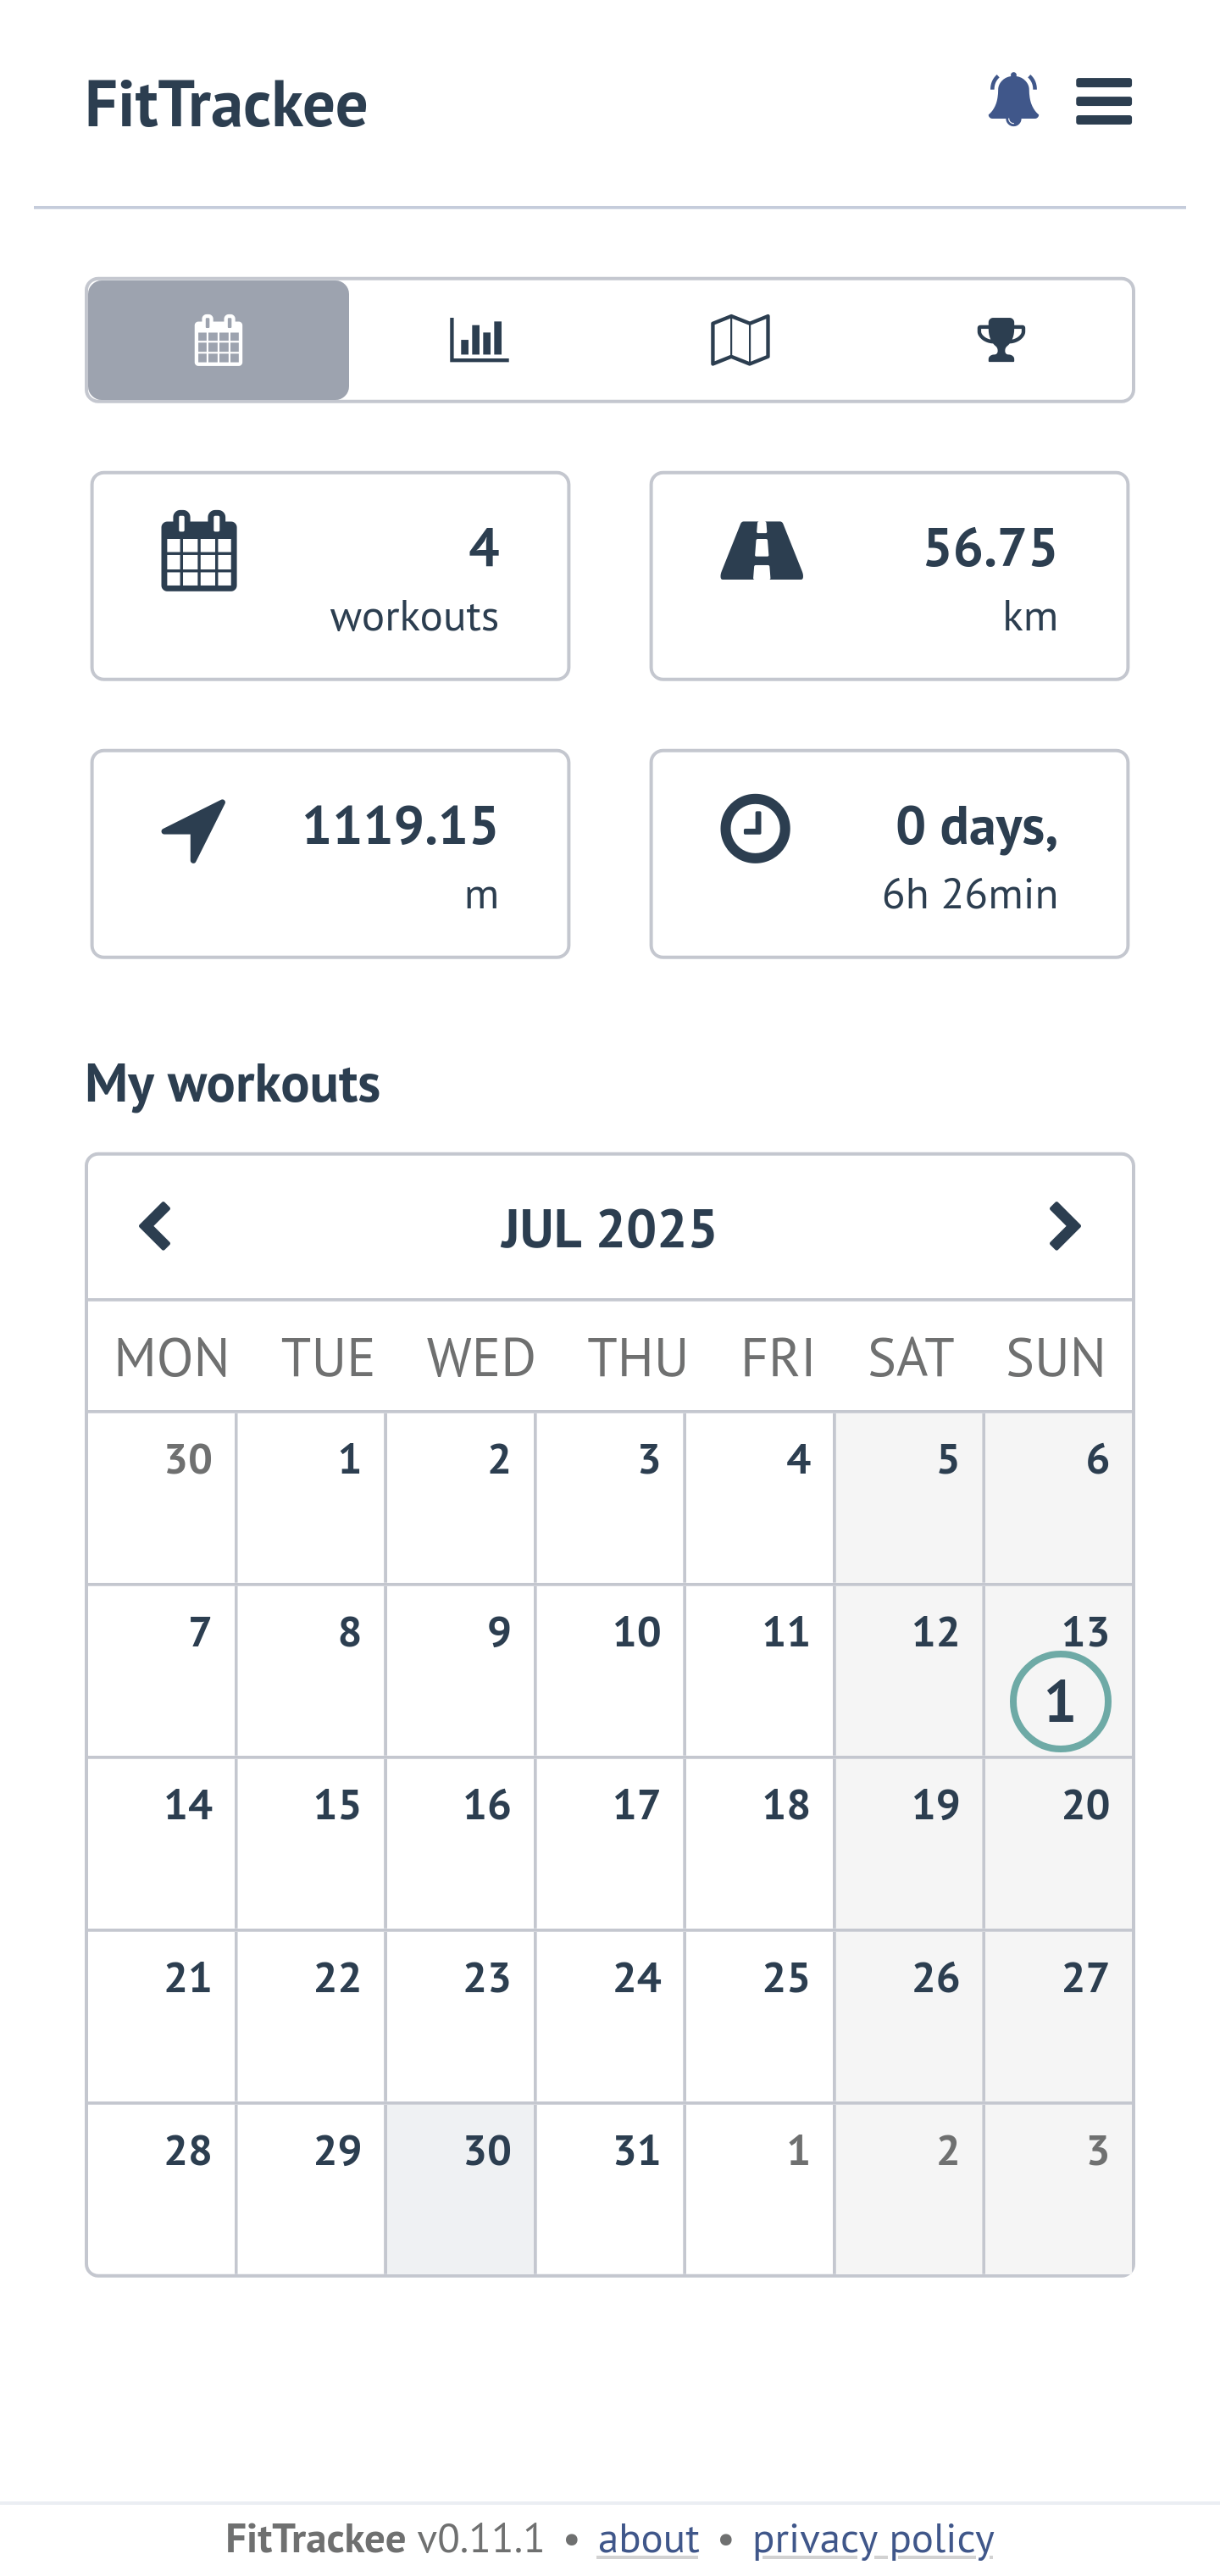 FitTrackee
4
workouts
56.75
km
1119.15
m
0 days,
6h 26min
My workouts
JUL 2025
MON TUE WED THU FRI SAT SUN
30 1 2 3 4 5 6
7 8 9 10 11 12 13
1
14 15 16 17 18 19 20
21 22 23 24 25 26 27
28 29 30 31 1 2 3
FitTrackee v0.11.1 • about • privacy policy